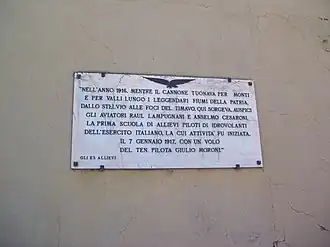 "NELL'ANNO 1916, MENTRE IL CANNONE TUONAVA PER MONTI
E PER VALLI LUNGO I LEGGENDARI FIUMI DELLA PATRIA,
DALLO STELVIO ALLE FOCI DEL TIMAVO, QUI SORGEVA, AUSPICI
GLI AVIATORI RAUL LAMPUGNANI E ANSELMO CESARONI,
LA PRIMA SCUOLA DI ALLIEVI PILOTI DI IDROVOLANTI
DELL'ESERCITO ITALIANO, LA CUI ATTIVITÀ FU INIZIATA
IL 7 GENNAIO 1917, CON UN VOLO
DEL TEN. PILOTA GIULIO MORONI."
GLI EX ALLIEVI